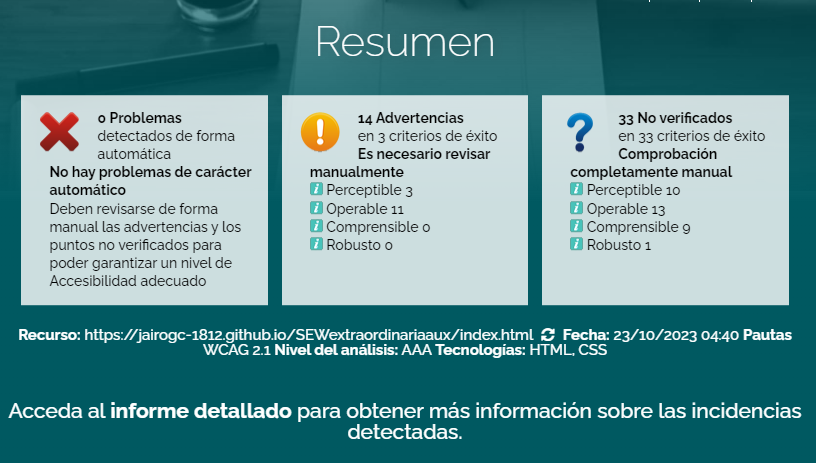 Resumen
0 Problemas
detectados de forma
automática
No hay problemas de carácter
automático
Deben revisarse de forma
manual las advertencias y los
puntos no verificados para
poder garantizar un nivel de
Accesibilidad adecuado
14 Advertencias
en 3 criterios de éxito
Es necesario revisar
manualmente
Perceptible 3
Operable 11
Comprensible 0
Robusto 0
33 No verificados
en 33 criterios de éxito
Comprobación
completamente manual
Perceptible 10
Operable 13
Comprensible 9
Robusto 1
Recurso: https://jairogc-1812.github.io/SEWextraordinariaaux/index.html Fecha: 23/10/2023 04:40 Pautas
WCAG 2.1 Nivel del análisis: AAA Tecnologías: HTML, CSS
Acceda al informe detallado para obtener más información sobre las incidencias
detectadas.